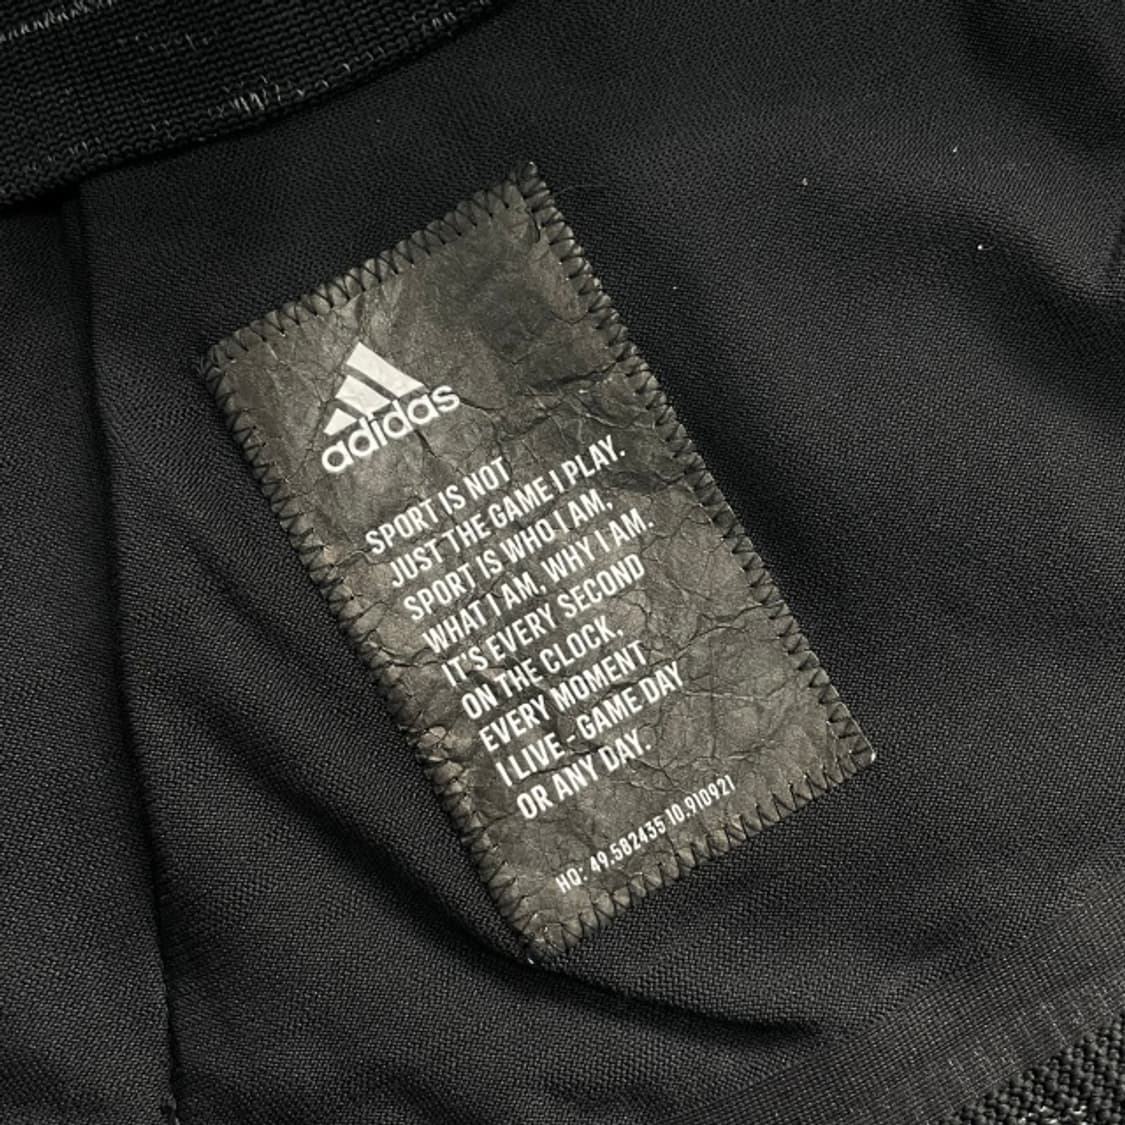 adidas
SPORT IS NOT
JUST THE GAME I PLAY.
SPORT IS WHO I AM,
WHAT I AM, WHY I AM.
IT'S EVERY SECOND
ON THE CLOCK,
EVERY MOMENT
I LIVE - GAME DAY
OR ANY DAY.
HQ: 49.582435 10.910921